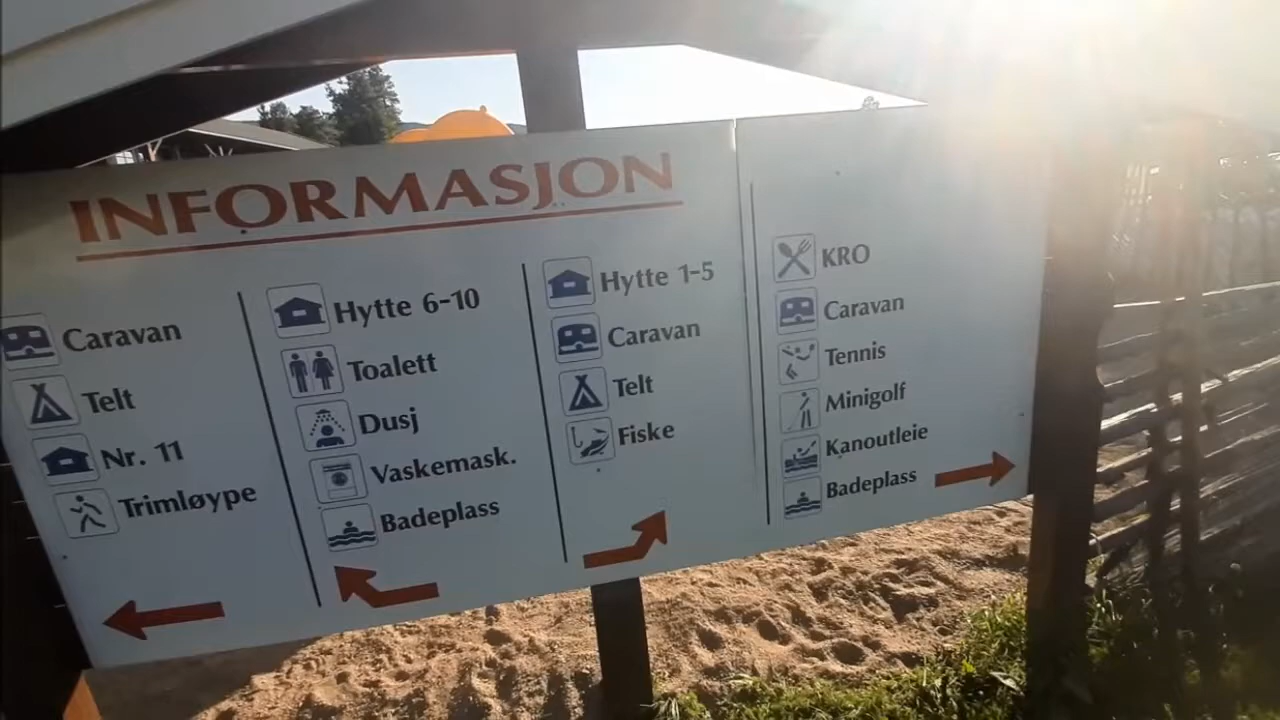 INFORMASJON
Caravan
Telt
Nr. 11
Trimløype
Hytte 6-10
Toalett
Dusj
Vaskemask.
Badeplass
Hytte 1-5
Caravan
Telt
Fiske
KRO
Caravan
Tennis
Minigolf
Kanoutleie
Badeplass